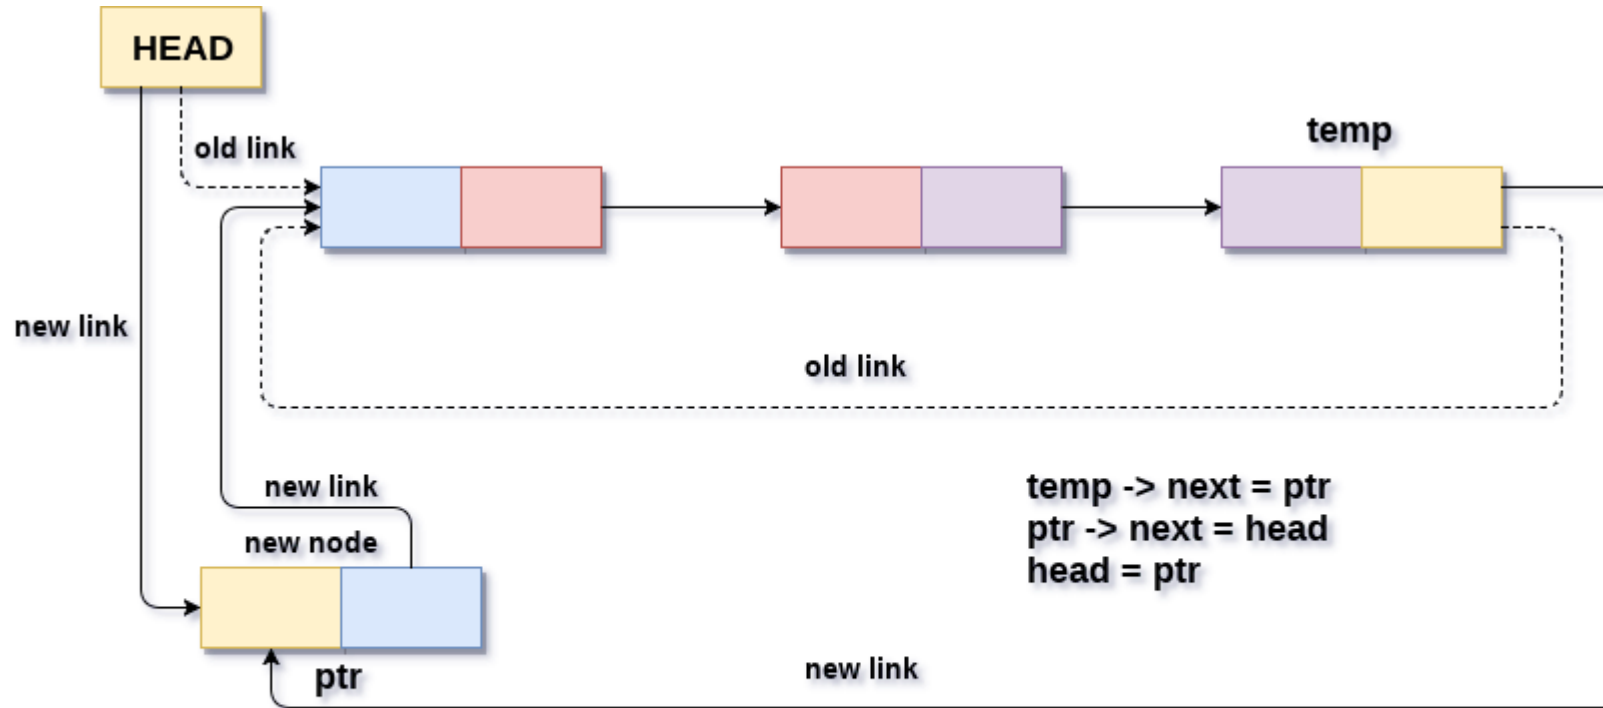 HEAD
old link
temp
new link
old link
new link
new node
temp -> next = ptr
ptr -> next = head
head = ptr
ptr
new link